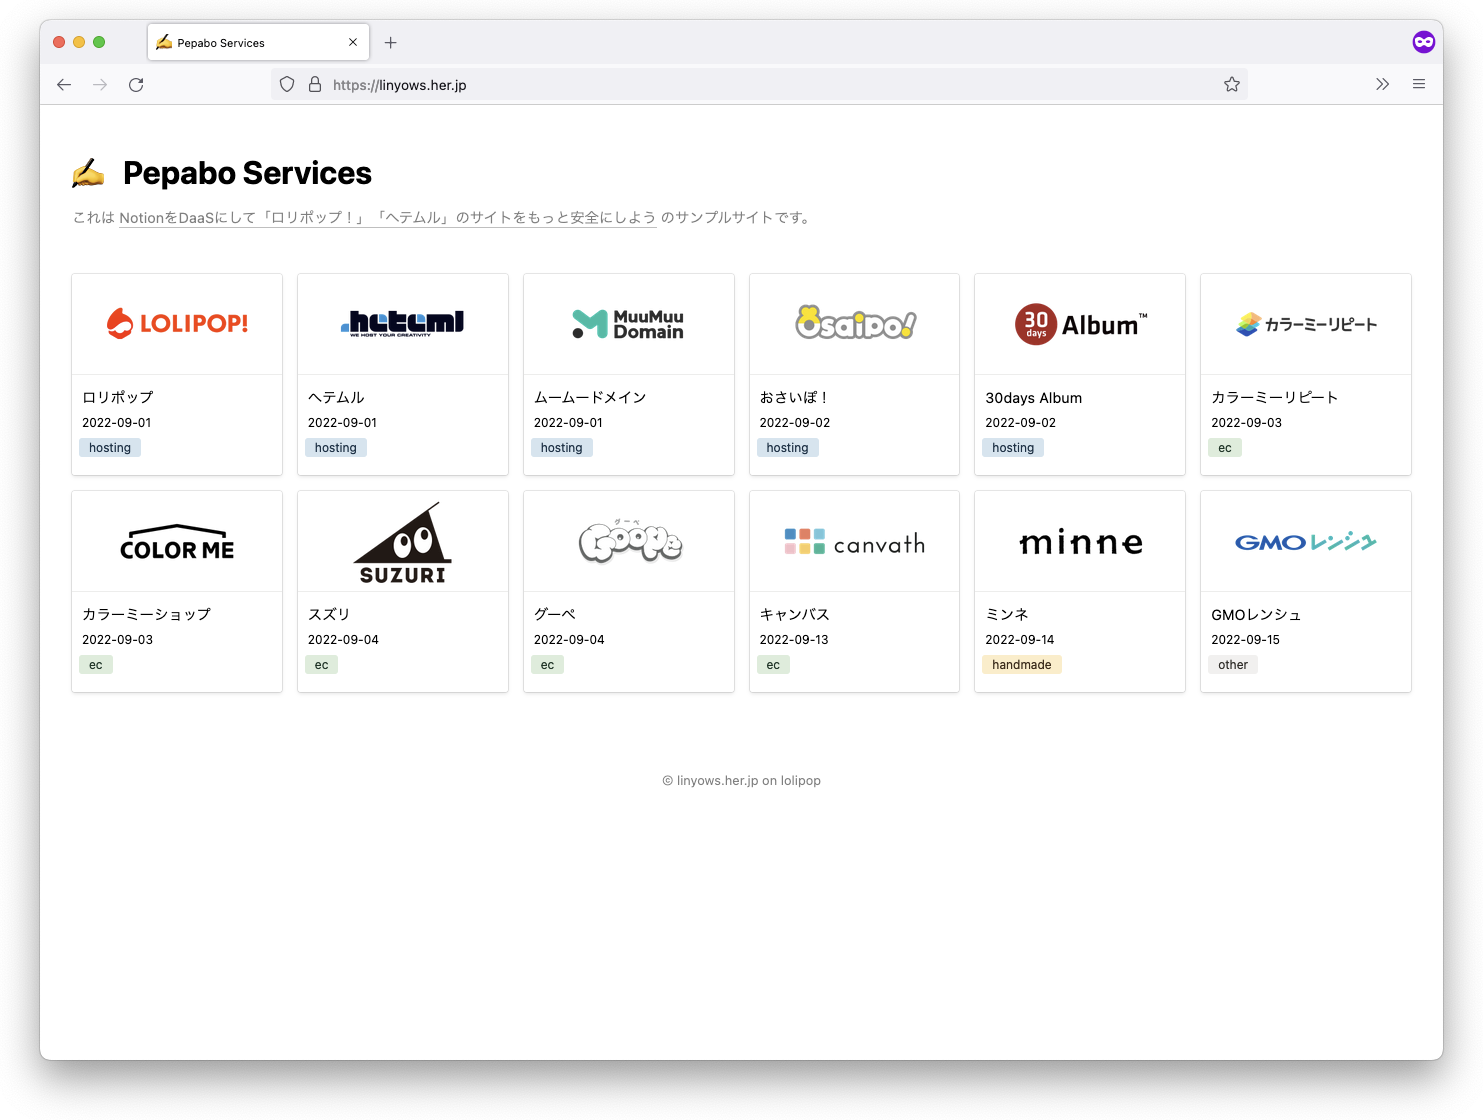 Pepabo Services
https://linyows.her.jp
✍️ Pepabo Services
これは NotionをDaaSにして「ロリポップ！」「ヘテムル」のサイトをもっと安全にしよう のサンプルサイトです。
LOLIPOP!
ロリポップ
2022-09-01
hosting
.heteml
WE HOST YOUR CREATIVITY
ヘテムル
2022-09-01
hosting
MuuMuu
Domain
ムームードメイン
2022-09-01
hosting
Osaipo!
おさいぽ！
2022-09-02
hosting
30
days
Album™
30days Album
2022-09-02
hosting
カラーミーリピート
カラーミーリピート
2022-09-03
ec
COLOR ME
カラーミーショップ
2022-09-03
ec
SUZURI
スズリ
2022-09-04
ec
グーペ
Goope
グーペ
2022-09-04
ec
canvath
キャンバス
2022-09-13
ec
minne
ミンネ
2022-09-14
handmade
GMOレンシュ
GMOレンシュ
2022-09-15
other
© linyows.her.jp on lolipop